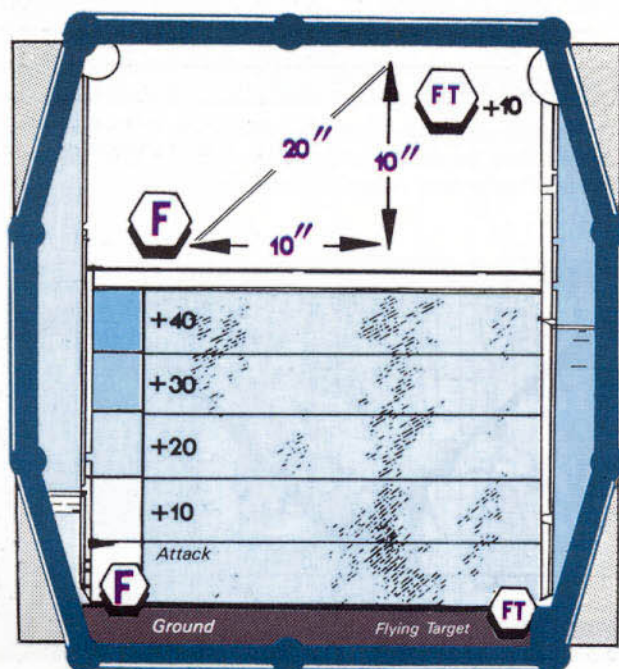 FT +10
20"
10"
F
10"
+40
+30
+20
+10
Attack
F
FT
Ground Flying Target